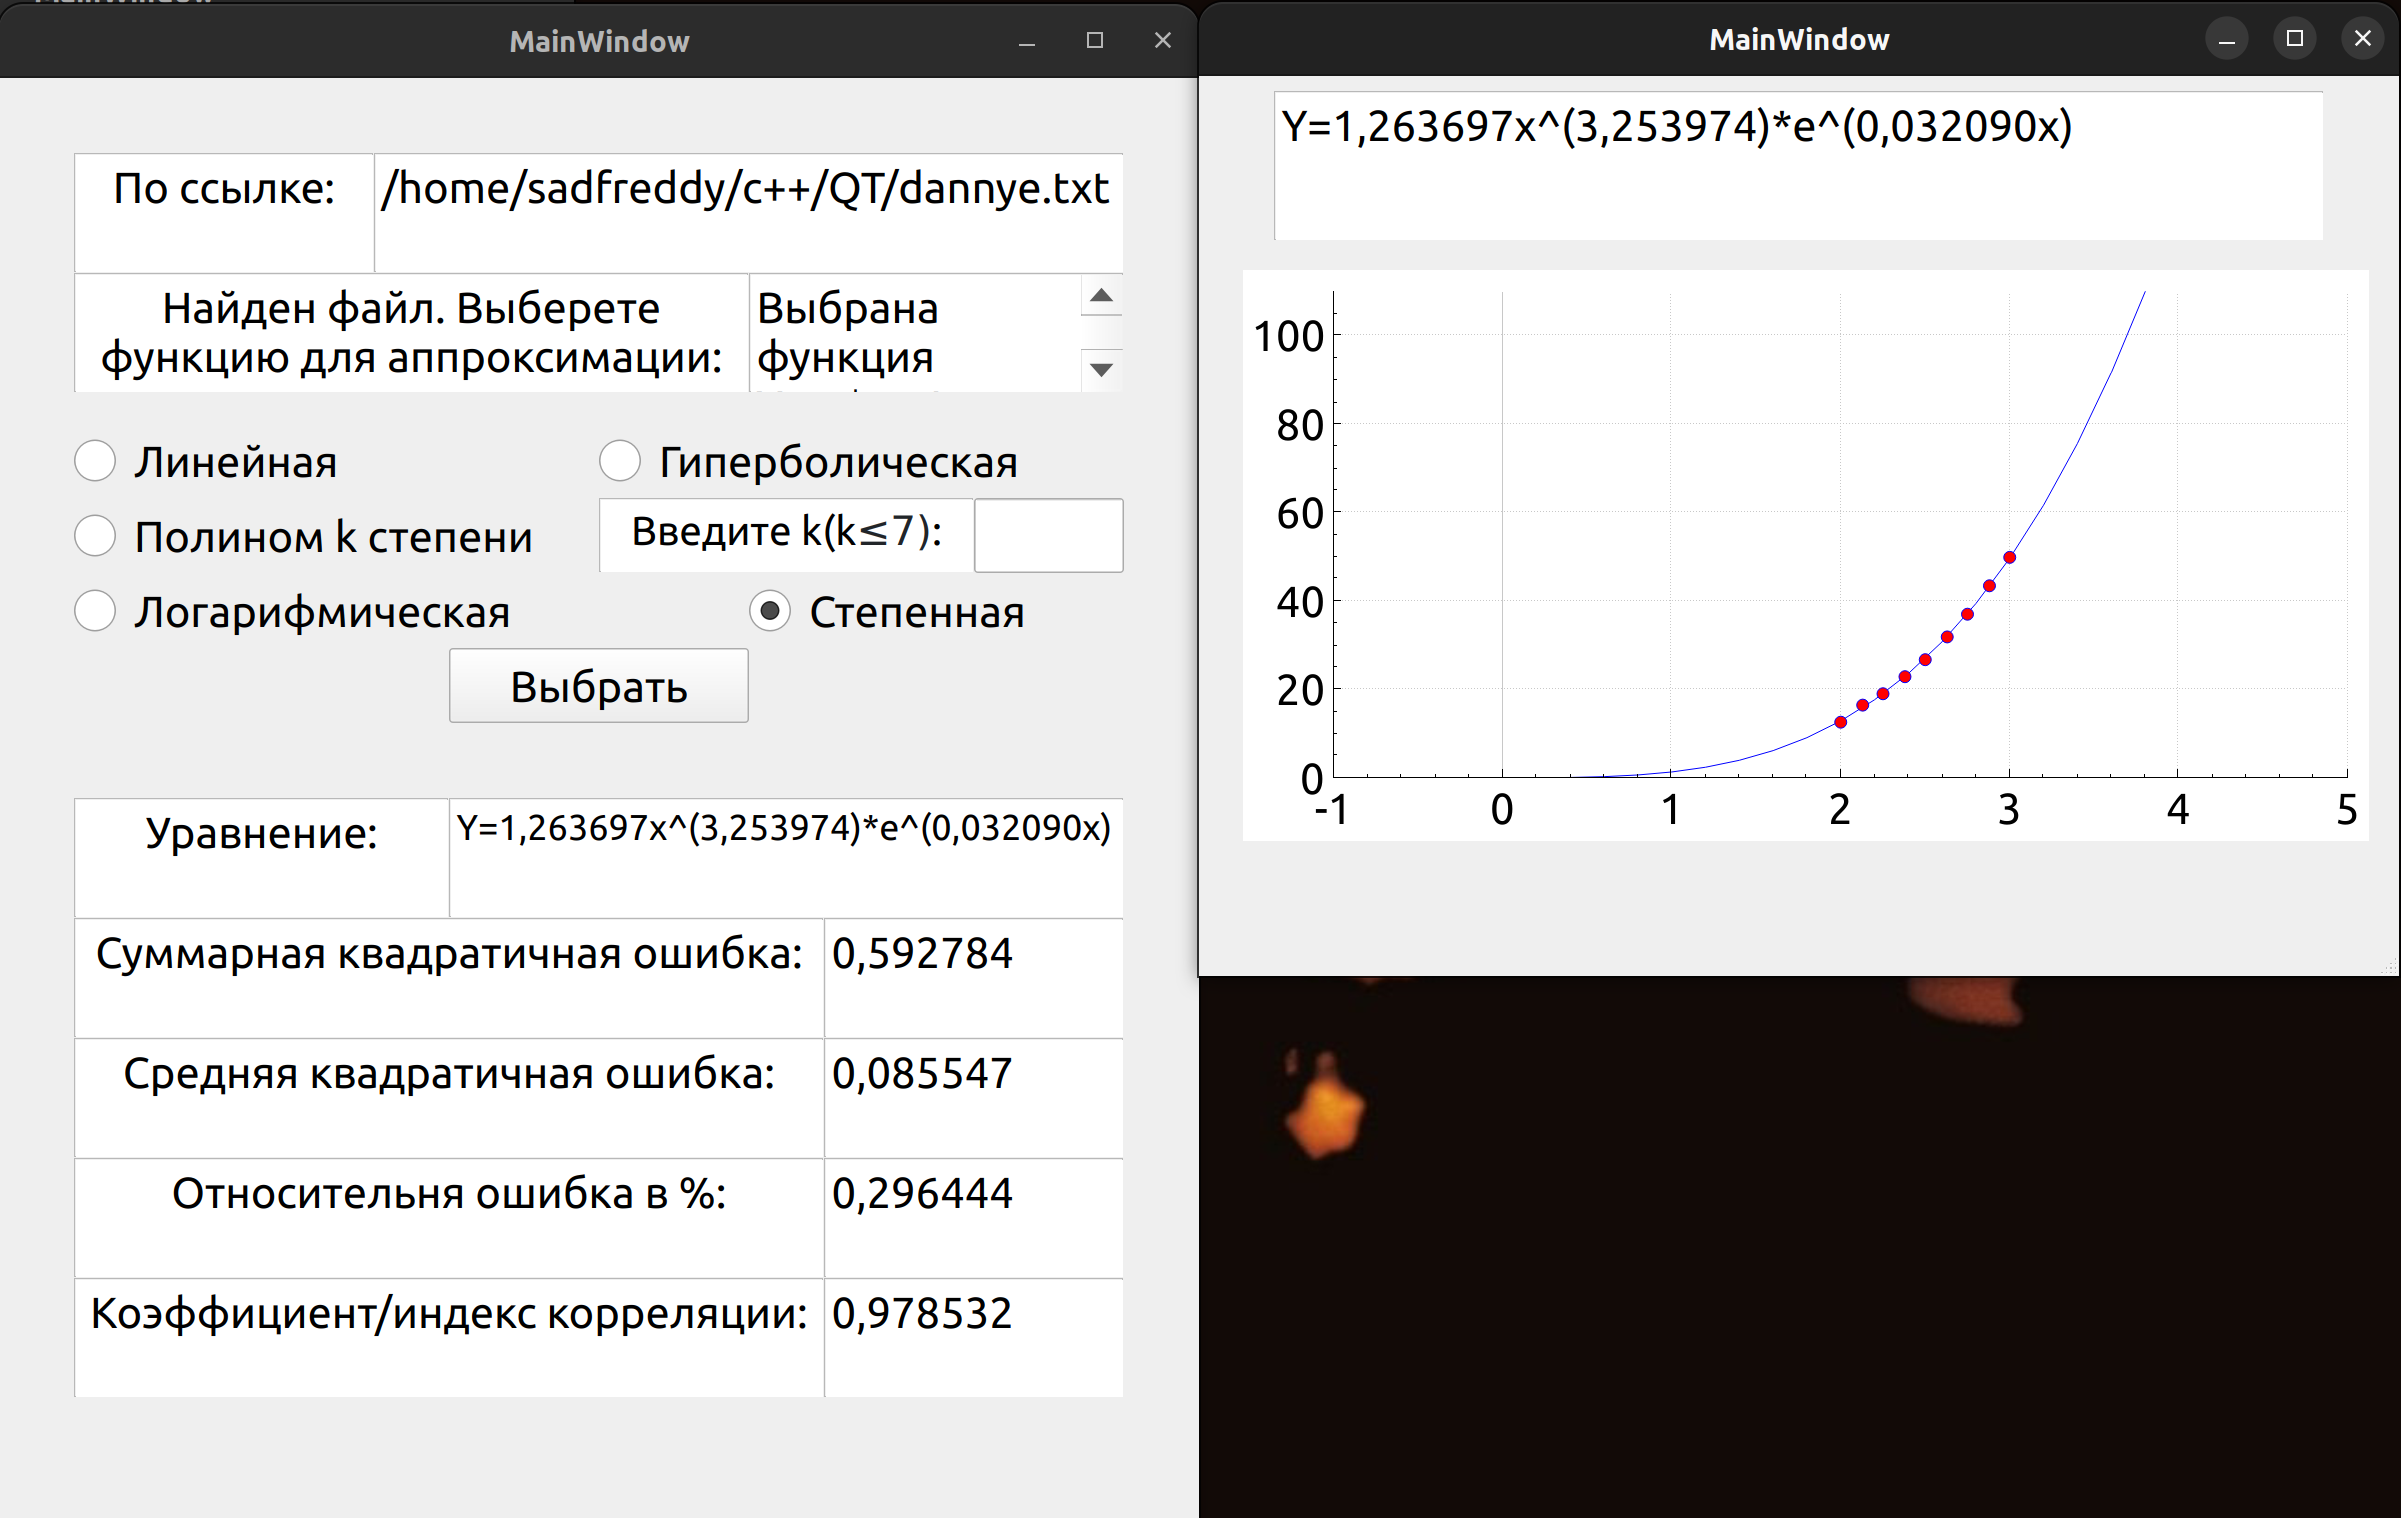 MainWindow
По ссылке:
/home/sadfreddy/c++/QT/dannye.txt
Найден файл. Выберете
функцию для аппроксимации:
Выбрана
функция
Линейная
Гиперболическая
Полином k степени
Введите k(k≤7):
Логарифмическая
Степенная
Выбрать
Уравнение:
Y=1,263697x^(3,253974)*e^(0,032090x)
Суммарная квадратичная ошибка:
0,592784
Средняя квадратичная ошибка:
0,085547
Относительня ошибка в %:
0,296444
Коэффициент/индекс корреляции:
0,978532
MainWindow
Y=1,263697x^(3,253974)*e^(0,032090x)
100
80
60
40
20
0
-1 0 1 2 3 4 5